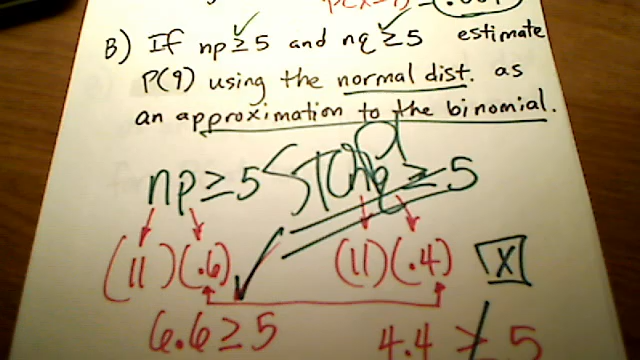 B) If np ≥ 5 and nq ≥ 5 estimate
P(9) using the normal dist. as
an approximation to the binomial.
np ≥ 5 STOP nq ≥ 5
(11)(.6) (11)(.4) X
6.6 ≥ 5 4.4 ≱ 5